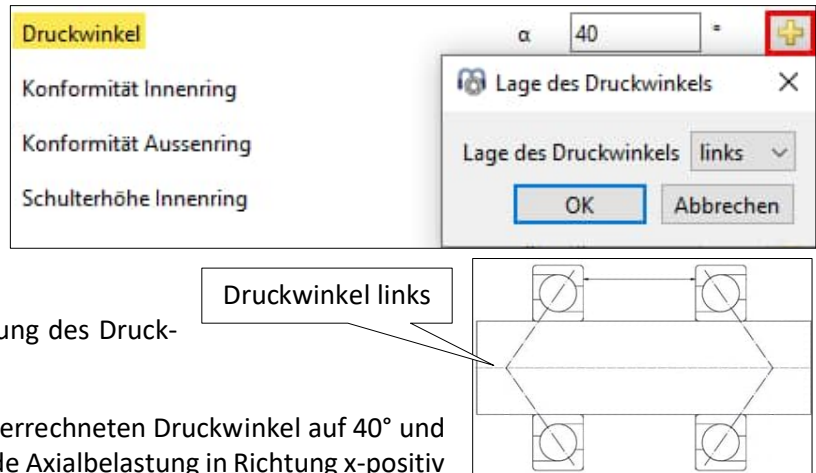 Druckwinkel α 40 °
Lage des Druckwinkels
Konformität Innenring
Konformität Aussenring
Lage des Druckwinkels links
Schulterhöhe Innenring
OK Abbrechen
Druckwinkel links
ung des Druck-
errechneten Druckwinkel auf 40° und
de Axialbelastung in Richtung x-positiv